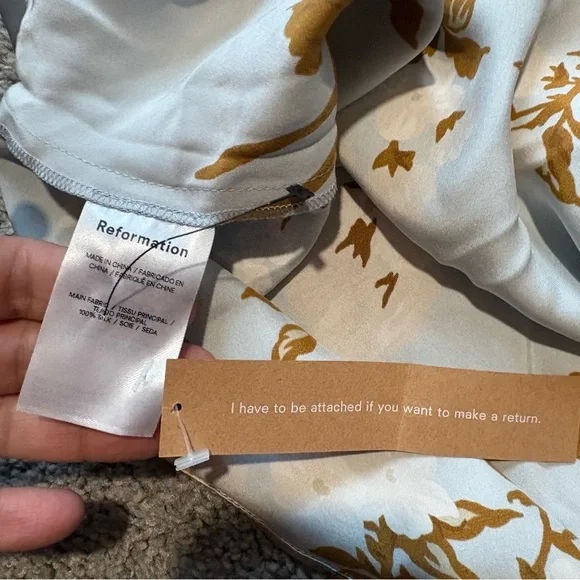 Reformation
MADE IN CHINA / FABRICADO EN
CHINA / FABRIQUÉ EN CHINE
MAIN FABRIC / TISSU PRINCIPAL /
TEJIDO PRINCIPAL
100% SILK / SOIE / SEDA
I have to be attached if you want to make a return.